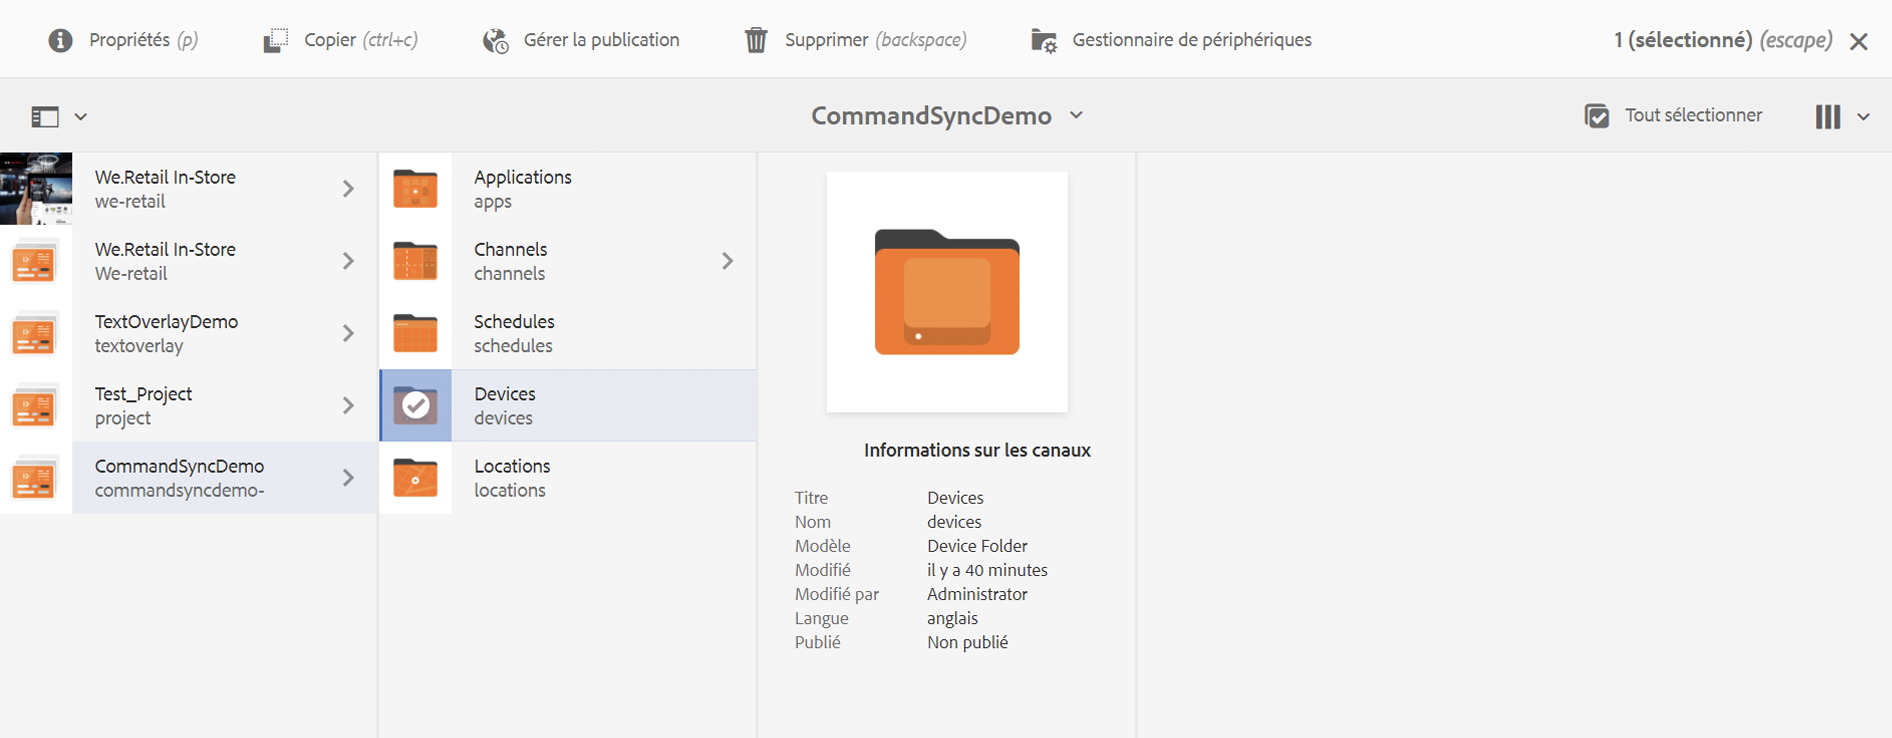 Propriétés (p) Copier (ctrl+c) Gérer la publication Supprimer (backspace) Gestionnaire de périphériques 1 (sélectionné) (escape)
CommandSyncDemo Tout sélectionner
We.Retail In-Store
we-retail
We.Retail In-Store
We-retail
TextOverlayDemo
textoverlay
Test_Project
project
CommandSyncDemo
commandsyncdemo-
Applications
apps
Channels
channels
Schedules
schedules
Devices
devices
Locations
locations
Informations sur les canaux
Titre Devices
Nom devices
Modèle Device Folder
Modifié il y a 40 minutes
Modifié par Administrator
Langue anglais
Publié Non publié